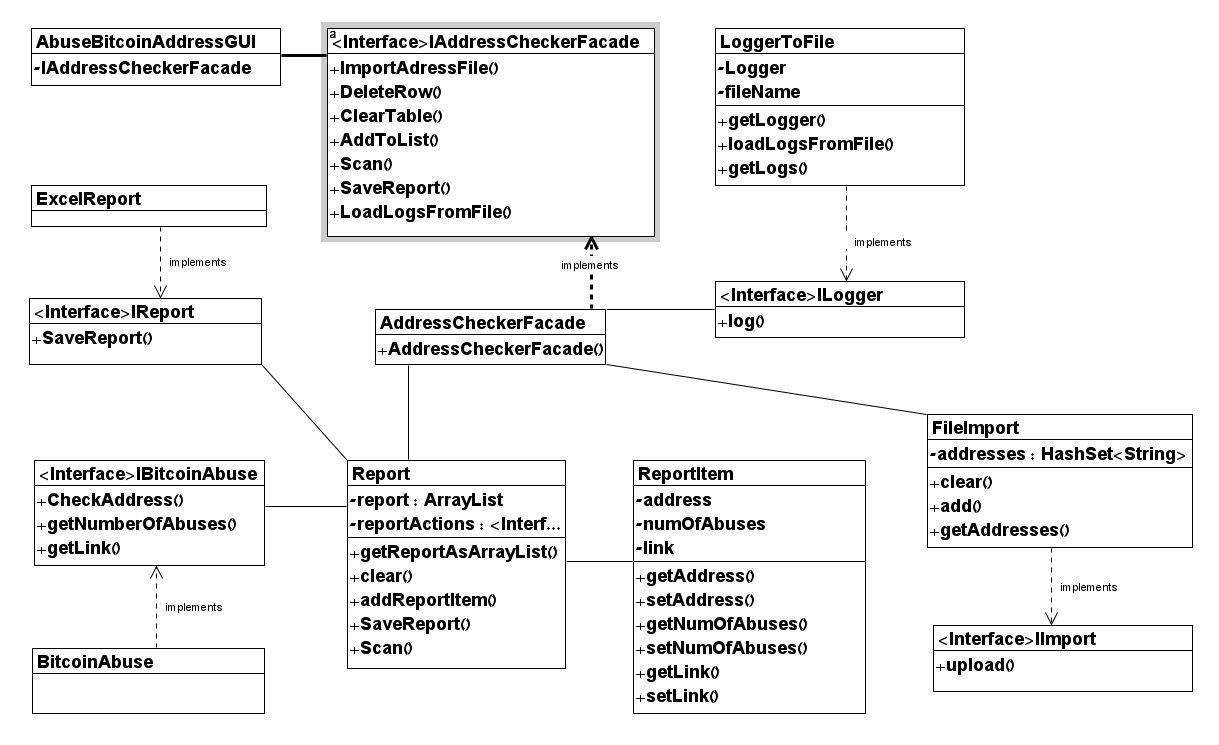 AbuseBitcoinAddressGUI
-IAddressCheckerFacade
a
<Interface>IAddressCheckerFacade
+ImportAdressFile()
+DeleteRow()
+ClearTable()
+AddToList()
+Scan()
+SaveReport()
+LoadLogsFromFile()
LoggerToFile
-Logger
-fileName
+getLogger()
+loadLogsFromFile()
+getLogs()
ExcelReport
implements
<Interface>IReport
+SaveReport()
implements
AddressCheckerFacade
+AddressCheckerFacade()
implements
<Interface>ILogger
+log()
<Interface>IBitcoinAbuse
+CheckAddress()
+getNumberOfAbuses()
+getLink()
implements
BitcoinAbuse
Report
-report : ArrayList
-reportActions : <Interf...
+getReportAsArrayList()
+clear()
+addReportItem()
+SaveReport()
+Scan()
ReportItem
-address
-numOfAbuses
-link
+getAddress()
+setAddress()
+getNumOfAbuses()
+setNumOfAbuses()
+getLink()
+setLink()
FileImport
-addresses : HashSet<String>
+clear()
+add()
+getAddresses()
implements
<Interface>IImport
+upload()